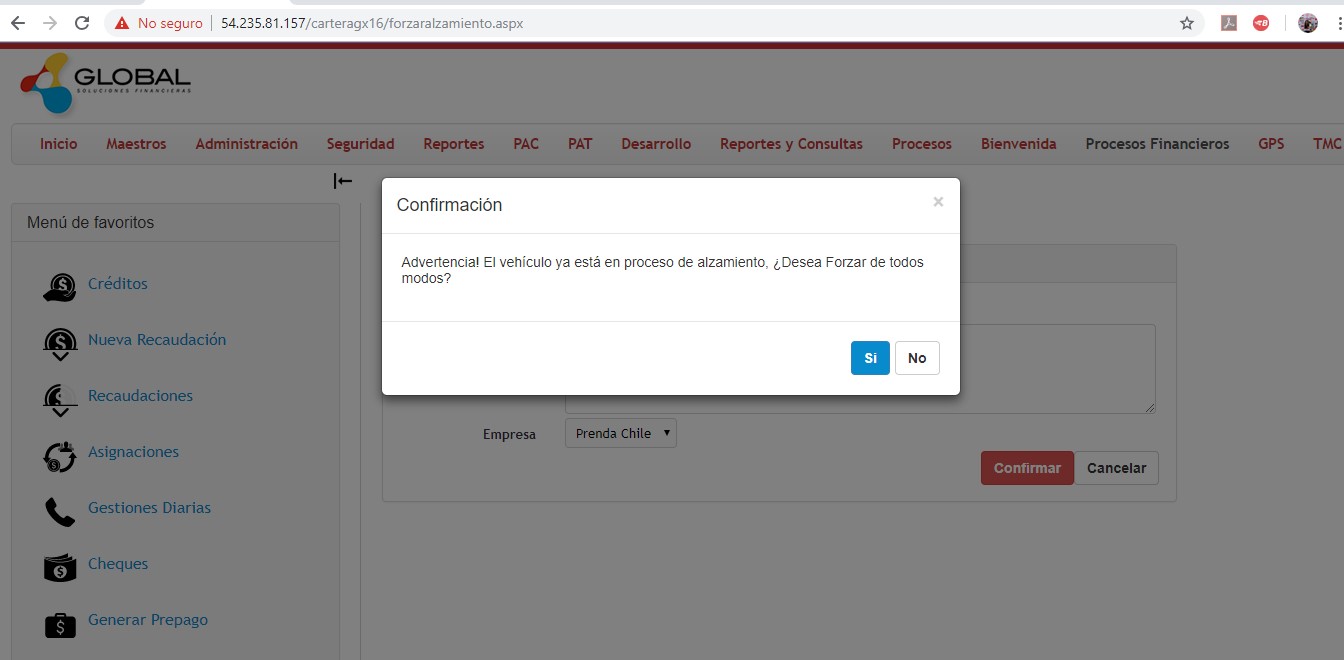 No seguro
54.235.81.157/carteragx16/forzaralzamiento.aspx
GLOBAL
SOLUCIONES FINANCIERAS
Inicio Maestros Administración Seguridad Reportes PAC PAT Desarrollo Reportes y Consultas Procesos Bienvenida Procesos Financieros GPS TMC
Menú de favoritos
Créditos
Nueva Recaudación
Recaudaciones
Asignaciones
Gestiones Diarias
Cheques
Generar Prepago
Confirmación
×
Advertencia! El vehículo ya está en proceso de alzamiento, ¿Desea Forzar de todos
modos?
Si No
Empresa Prenda Chile
Confirmar Cancelar